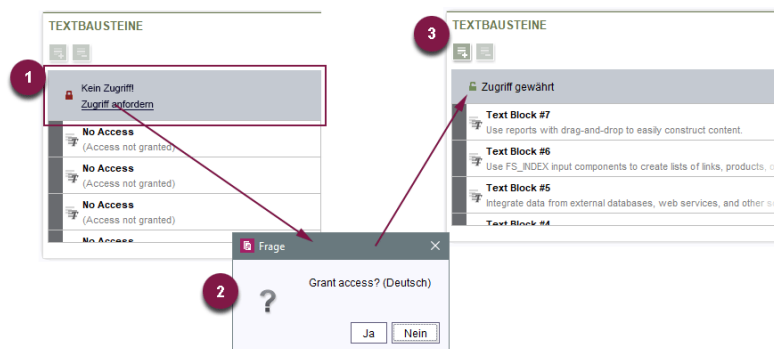 TEXTBAUSTEINE
1
Kein Zugriff!
Zugriff anfordern
No Access
(Access not granted)
No Access
(Access not granted)
No Access
(Access not granted)
No Access
2
Frage
Grant access? (Deutsch)
?
Ja
Nein
TEXTBAUSTEINE
3
Zugriff gewährt
Text Block #7
Use reports with drag-and-drop to easily construct content.
Text Block #6
Use FS_INDEX input components to create lists of links, products,
Text Block #5
Integrate data from external databases, web services, and other
Text Block #4